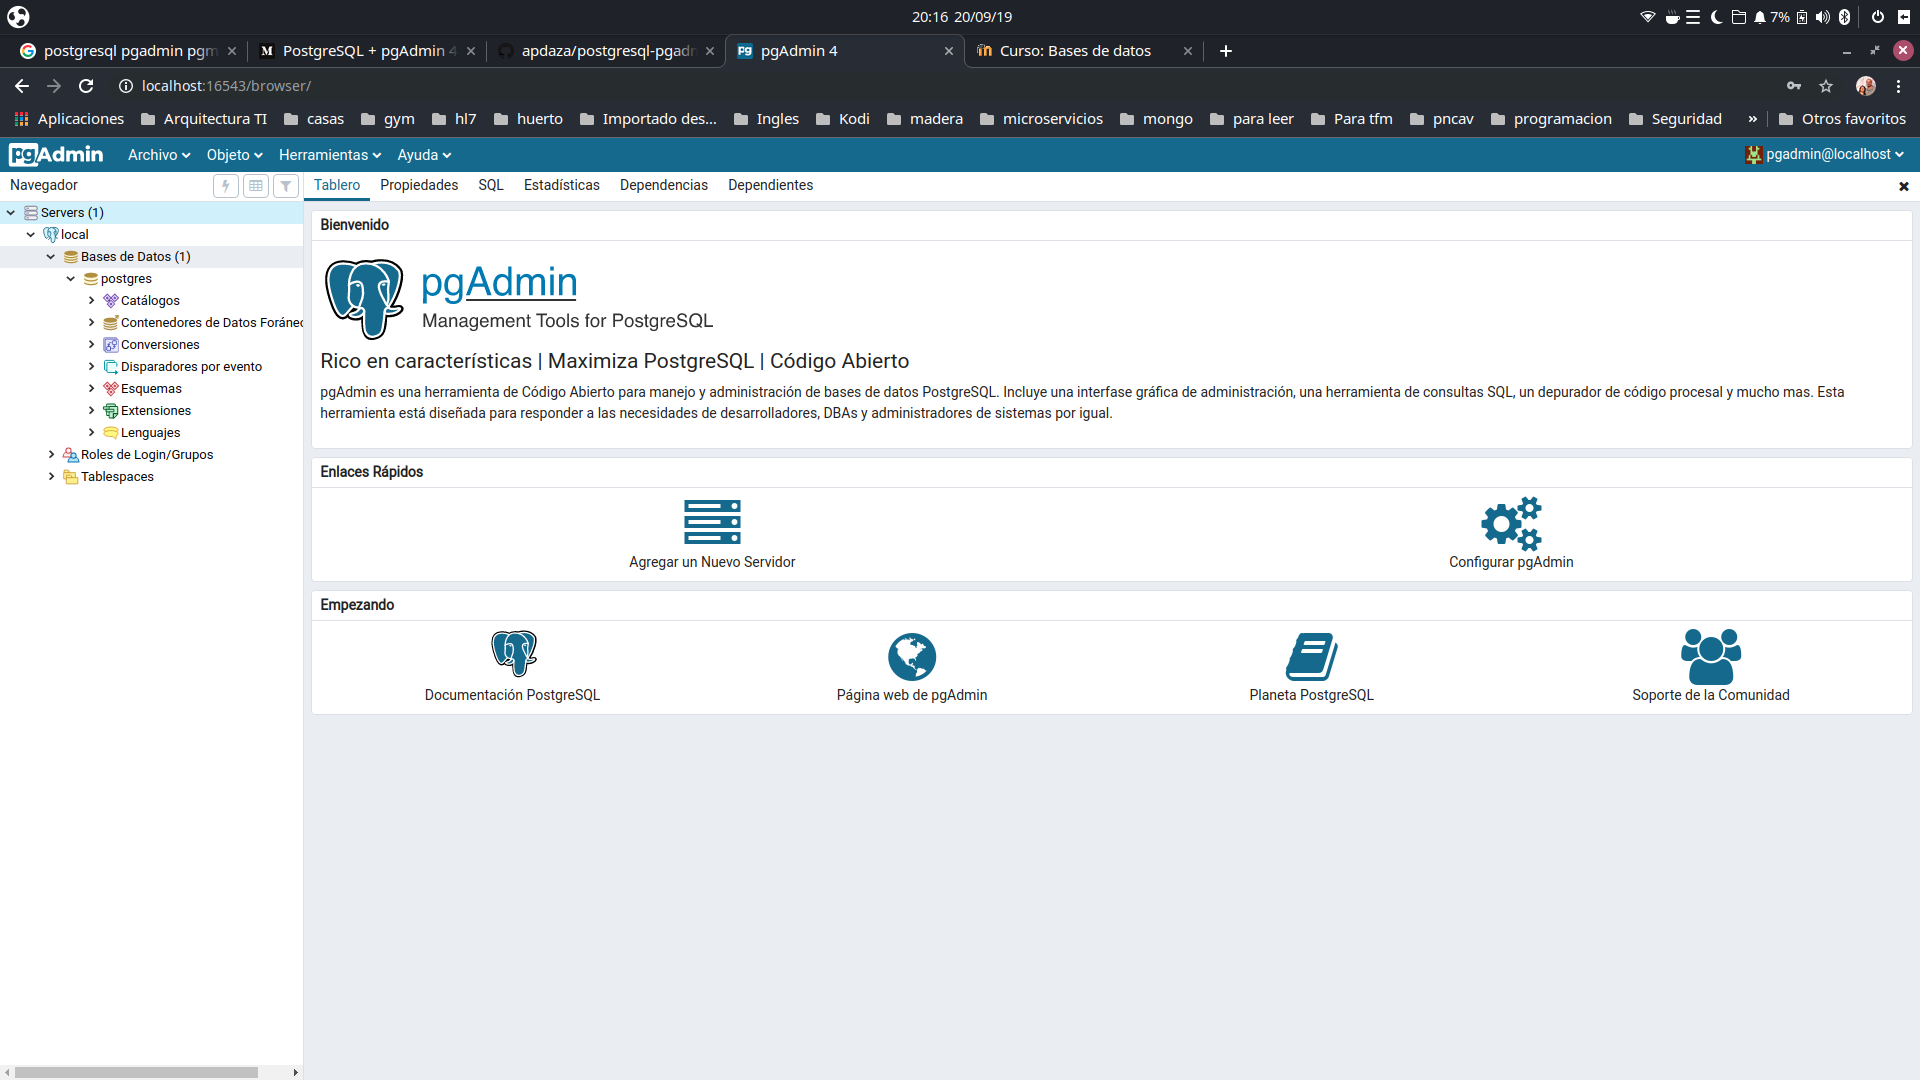 20:16 20/09/19
7%
postgresql pgadmin pgm
PostgreSQL + pgAdmin 4
apdaza/postgresql-pgadm
pgAdmin 4
Curso: Bases de datos
localhost:16543/browser/
Aplicaciones Arquitectura TI casas gym hl7 huerto Importado des... Ingles Kodi madera microservicios mongo para leer Para tfm pncav programacion Seguridad » Otros favoritos
pgAdmin Archivo Objeto Herramientas Ayuda pgadmin@localhost
Navegador
Tablero Propiedades SQL Estadísticas Dependencias Dependientes
Servers (1)
local
Bases de Datos (1)
postgres
Catálogos
Contenedores de Datos Foráneo
Conversiones
Disparadores por evento
Esquemas
Extensiones
Lenguajes
Roles de Login/Grupos
Tablespaces
Bienvenido
pgAdmin
Management Tools for PostgreSQL
Rico en características | Maximiza PostgreSQL | Código Abierto
pgAdmin es una herramienta de Código Abierto para manejo y administración de bases de datos PostgreSQL. Incluye una interfase gráfica de administración, una herramienta de consultas SQL, un depurador de código procesal y mucho mas. Esta
herramienta está diseñada para responder a las necesidades de desarrolladores, DBAs y administradores de sistemas por igual.
Enlaces Rápidos
Agregar un Nuevo Servidor
Configurar pgAdmin
Empezando
Documentación PostgreSQL
Página web de pgAdmin
Planeta PostgreSQL
Soporte de la Comunidad